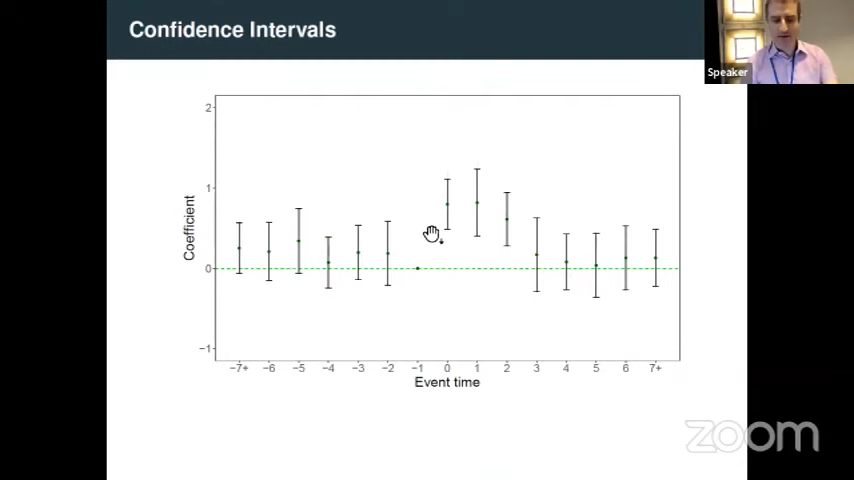 Confidence Intervals
Speaker
2
1
0
−1
Coefficient
−7+ −6 −5 −4 −3 −2 −1 0 1 2 3 4 5 6 7+
Event time
zoom